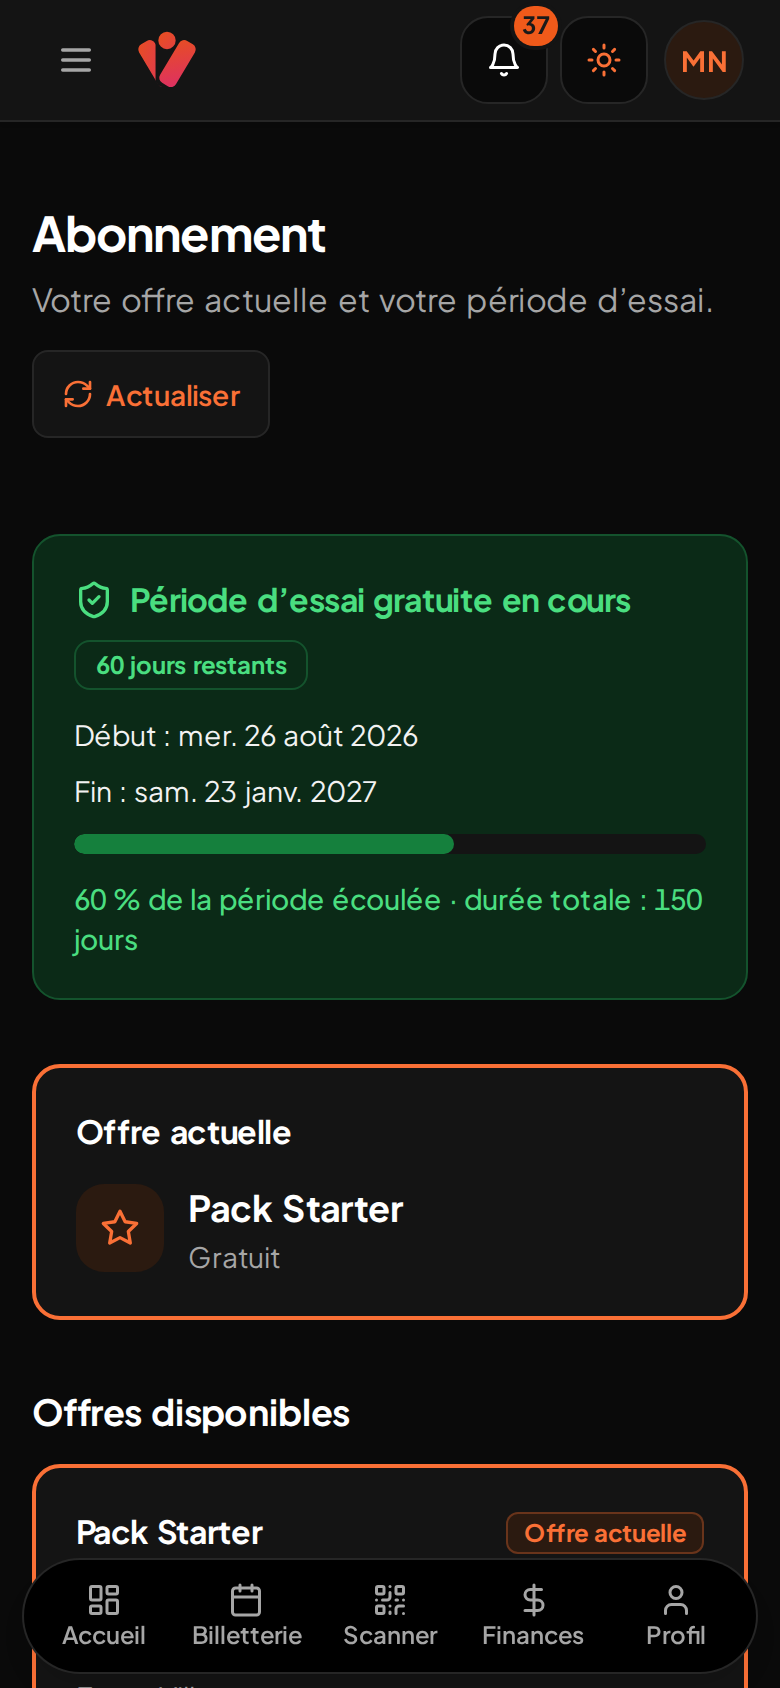 37
MN
Abonnement
Votre offre actuelle et votre période d’essai.
Actualiser
Période d’essai gratuite en cours
60 jours restants
Début : mer. 26 août 2026
Fin : sam. 23 janv. 2027
60 % de la période écoulée · durée totale : 150
jours
Offre actuelle
Pack Starter
Gratuit
Offres disponibles
Pack Starter
Offre actuelle
Accueil
Billetterie
Scanner
Finances
Profil